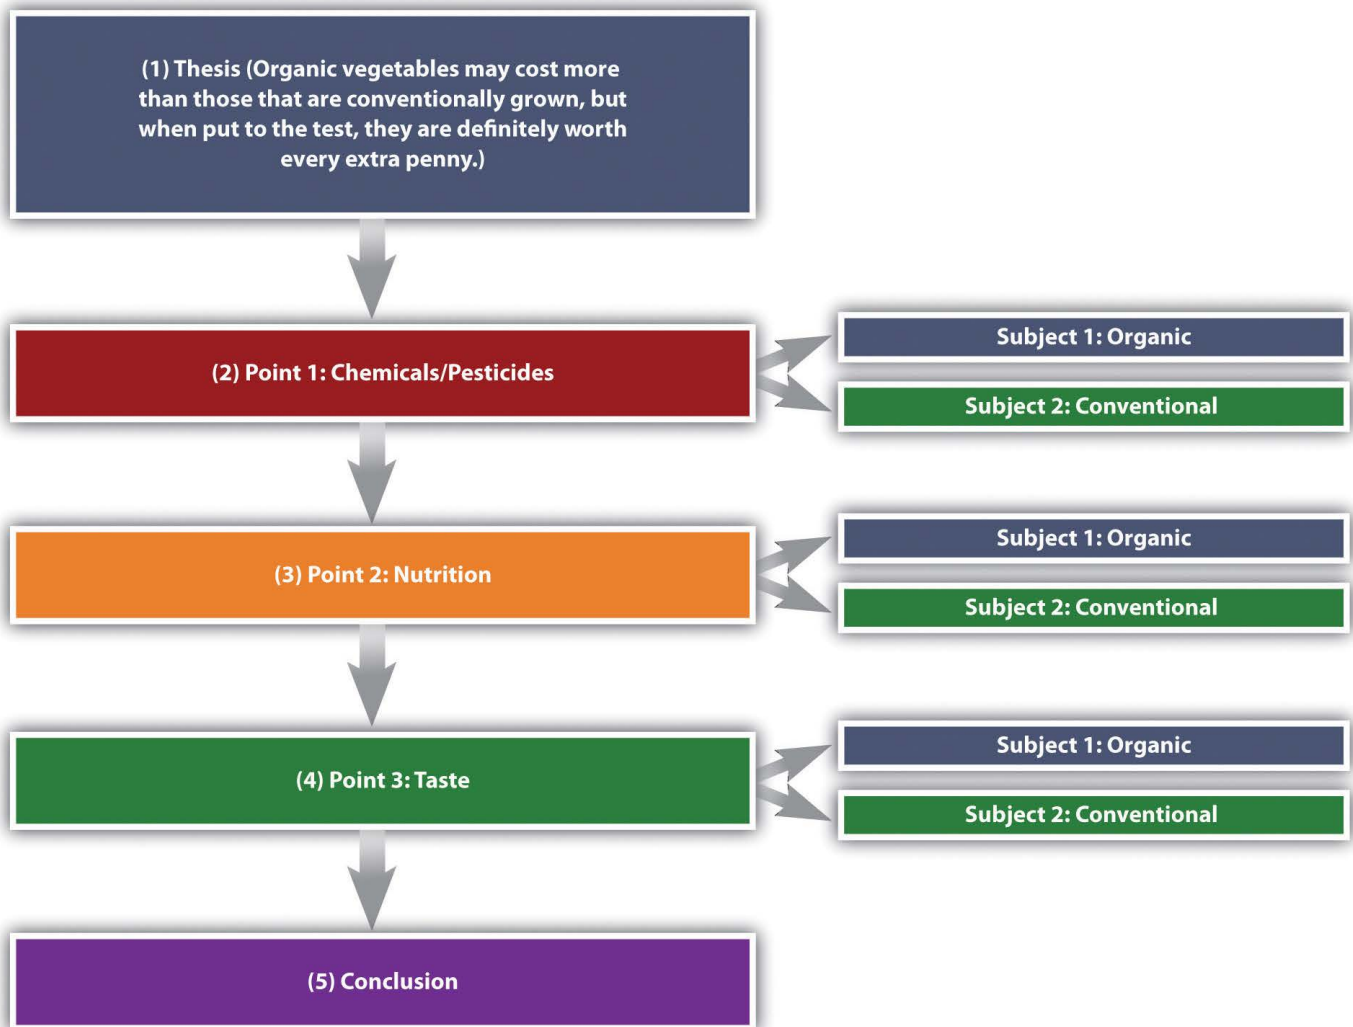 (1) Thesis (Organic vegetables may cost more
than those that are conventionally grown, but
when put to the test, they are definitely worth
every extra penny.)
(2) Point 1: Chemicals/Pesticides
Subject 1: Organic
Subject 2: Conventional
(3) Point 2: Nutrition
Subject 1: Organic
Subject 2: Conventional
(4) Point 3: Taste
Subject 1: Organic
Subject 2: Conventional
(5) Conclusion